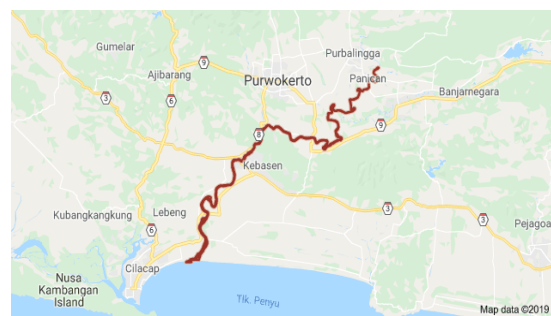 Gumelar
Purbalingga
Ajibarang
9
Purwokerto
Panican
Banjarnegara
3
6
8
9
Kebasen
Kubangkangkung
Lebeng
3
3
6
Pejagoa
Cilacap
Nusa
Kambangan
Island
Tlk. Penyu
Map data ©2019